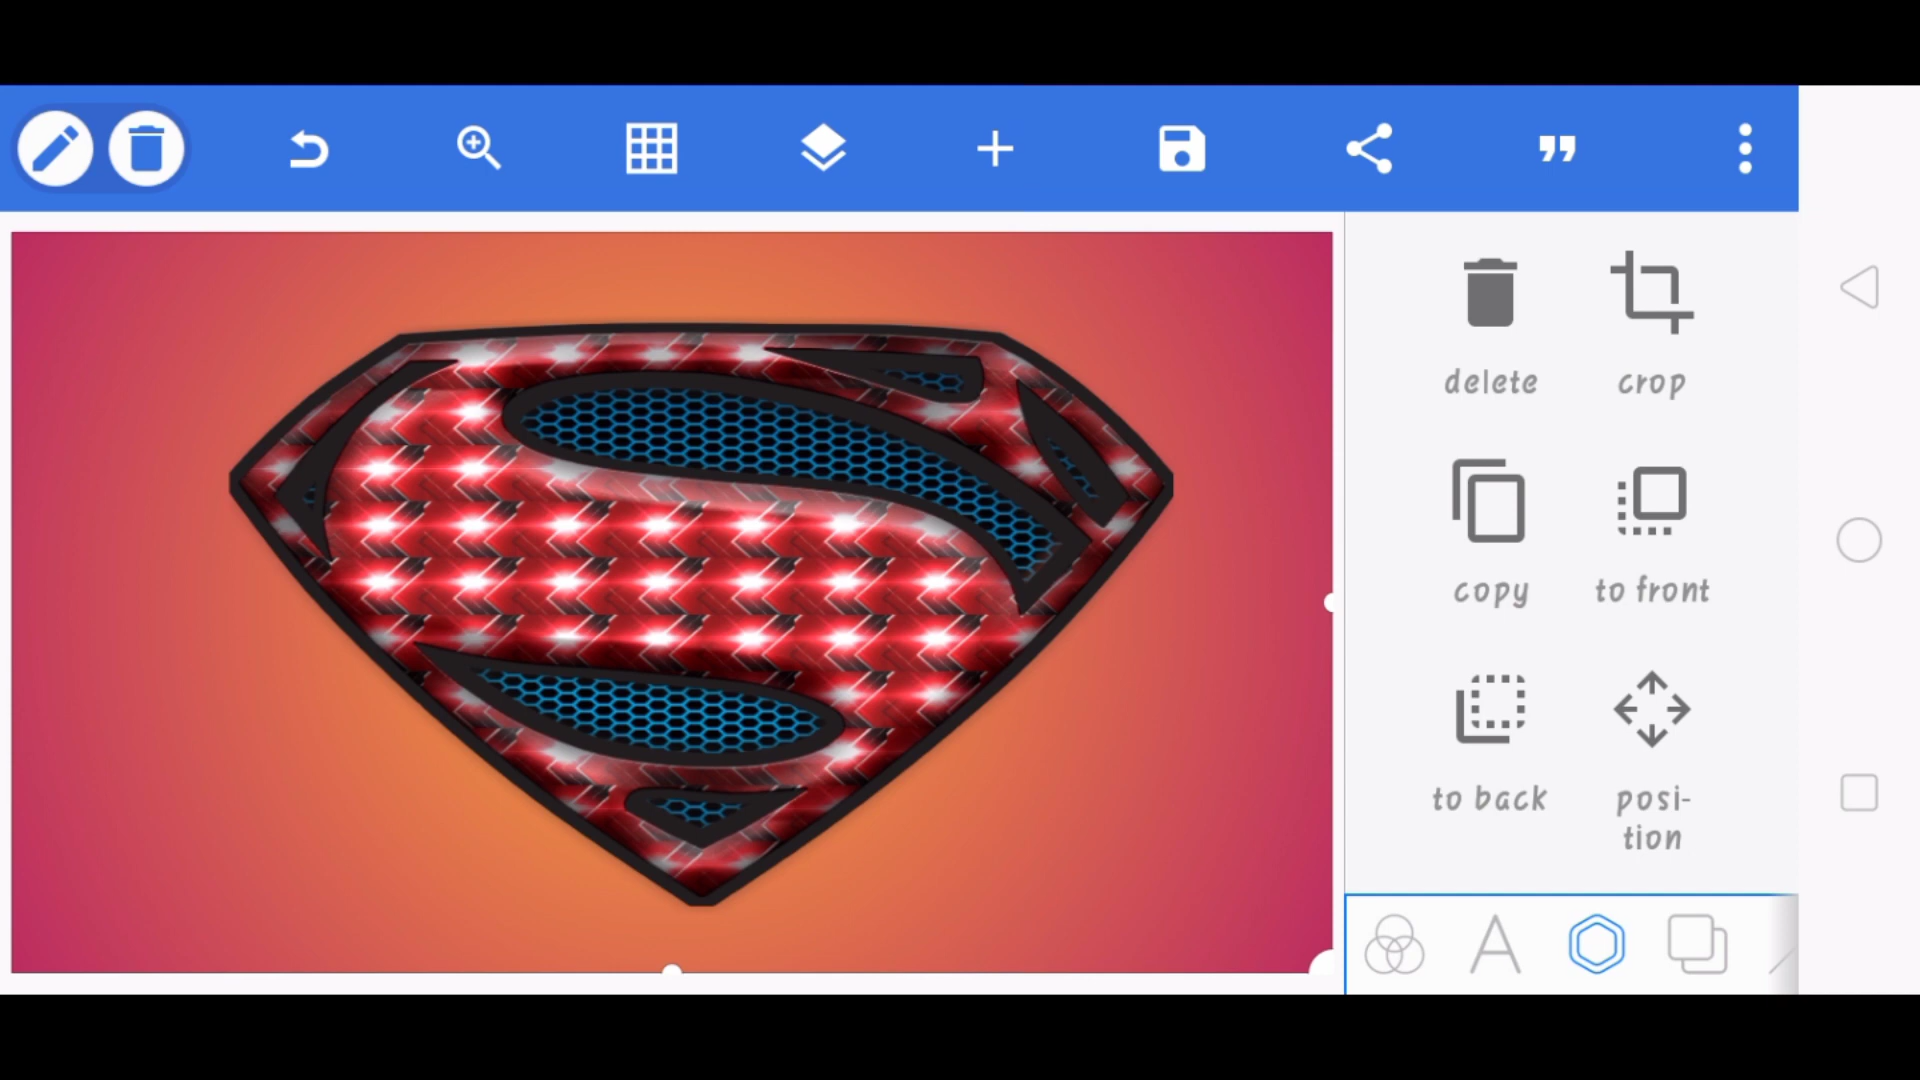 delete
crop
copy
to front
to back
posi-
tion